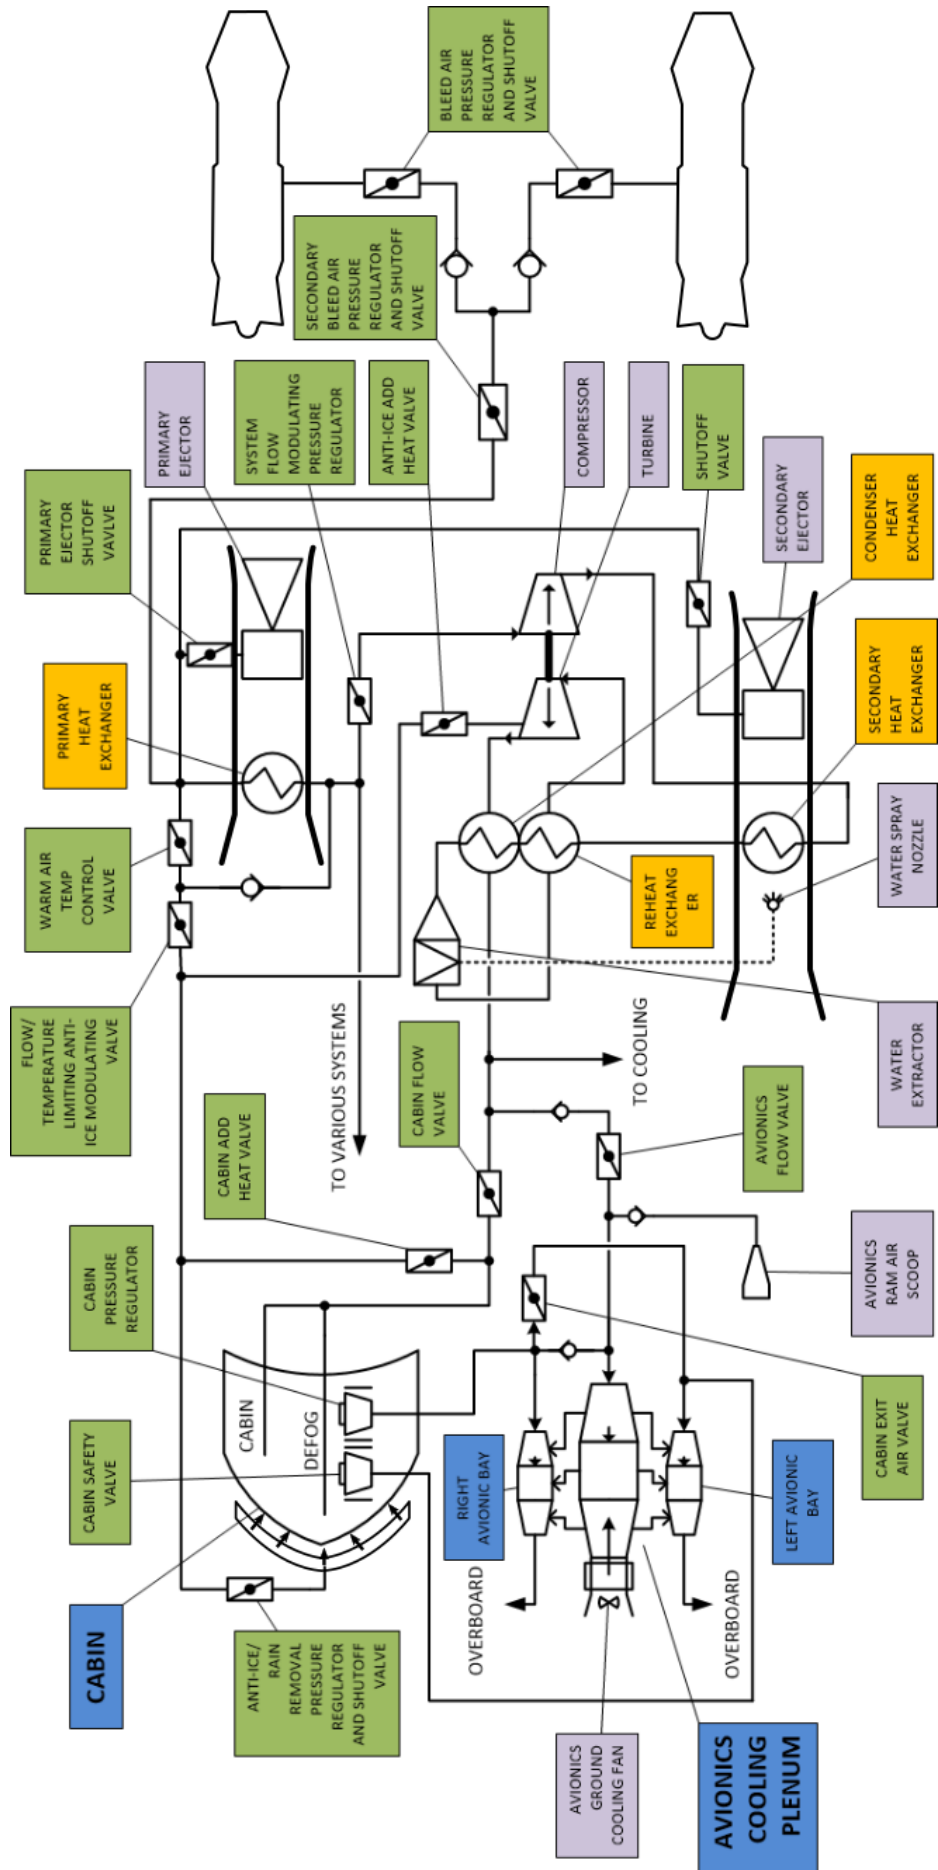 CABIN
CABIN SAFETY
VALVE
CABIN
PRESSURE
REGULATOR
FLOW/
TEMPERATURE
LIMITING ANTI-
ICE MODULATING
VALVE
WARM AIR
TEMP
CONTROL
VALVE
PRIMARY
HEAT
EXCHANGER
PRIMARY
EJECTOR
SHUTOFF
VAVLVE
PRIMARY
EJECTOR
ANTI-ICE/
RAIN
REMOVAL
PRESSURE
REGULATOR
AND SHUTOFF
VALVE
CABIN
DEFOG
CABIN ADD
HEAT VALVE
TO VARIOUS SYSTEMS
SYSTEM
FLOW
MODULATING
PRESSURE
REGULATOR
SECONDARY
BLEED AIR
PRESSURE
REGULATOR
AND SHUTOFF
VALVE
BLEED AIR
PRESSURE
REGULATOR
AND SHUTOFF
VALVE
ANTI-ICE ADD
HEAT VALVE
CABIN FLOW
VALVE
OVERBOARD
RIGHT
AVIONIC BAY
COMPRESSOR
TURBINE
REHEAT
EXCHANG
ER
TO COOLING
SHUTOFF
VALVE
AVIONICS
GROUND
COOLING FAN
OVERBOARD
AVIONICS
COOLING
PLENUM
LEFT AVIONIC
BAY
AVIONICS
FLOW VALVE
SECONDARY
EJECTOR
CONDENSER
HEAT
EXCHANGER
CABIN EXIT
AIR VALVE
AVIONICS
RAM AIR
SCOOP
WATER
EXTRACTOR
WATER SPRAY
NOZZLE
SECONDARY
HEAT
EXCHANGER